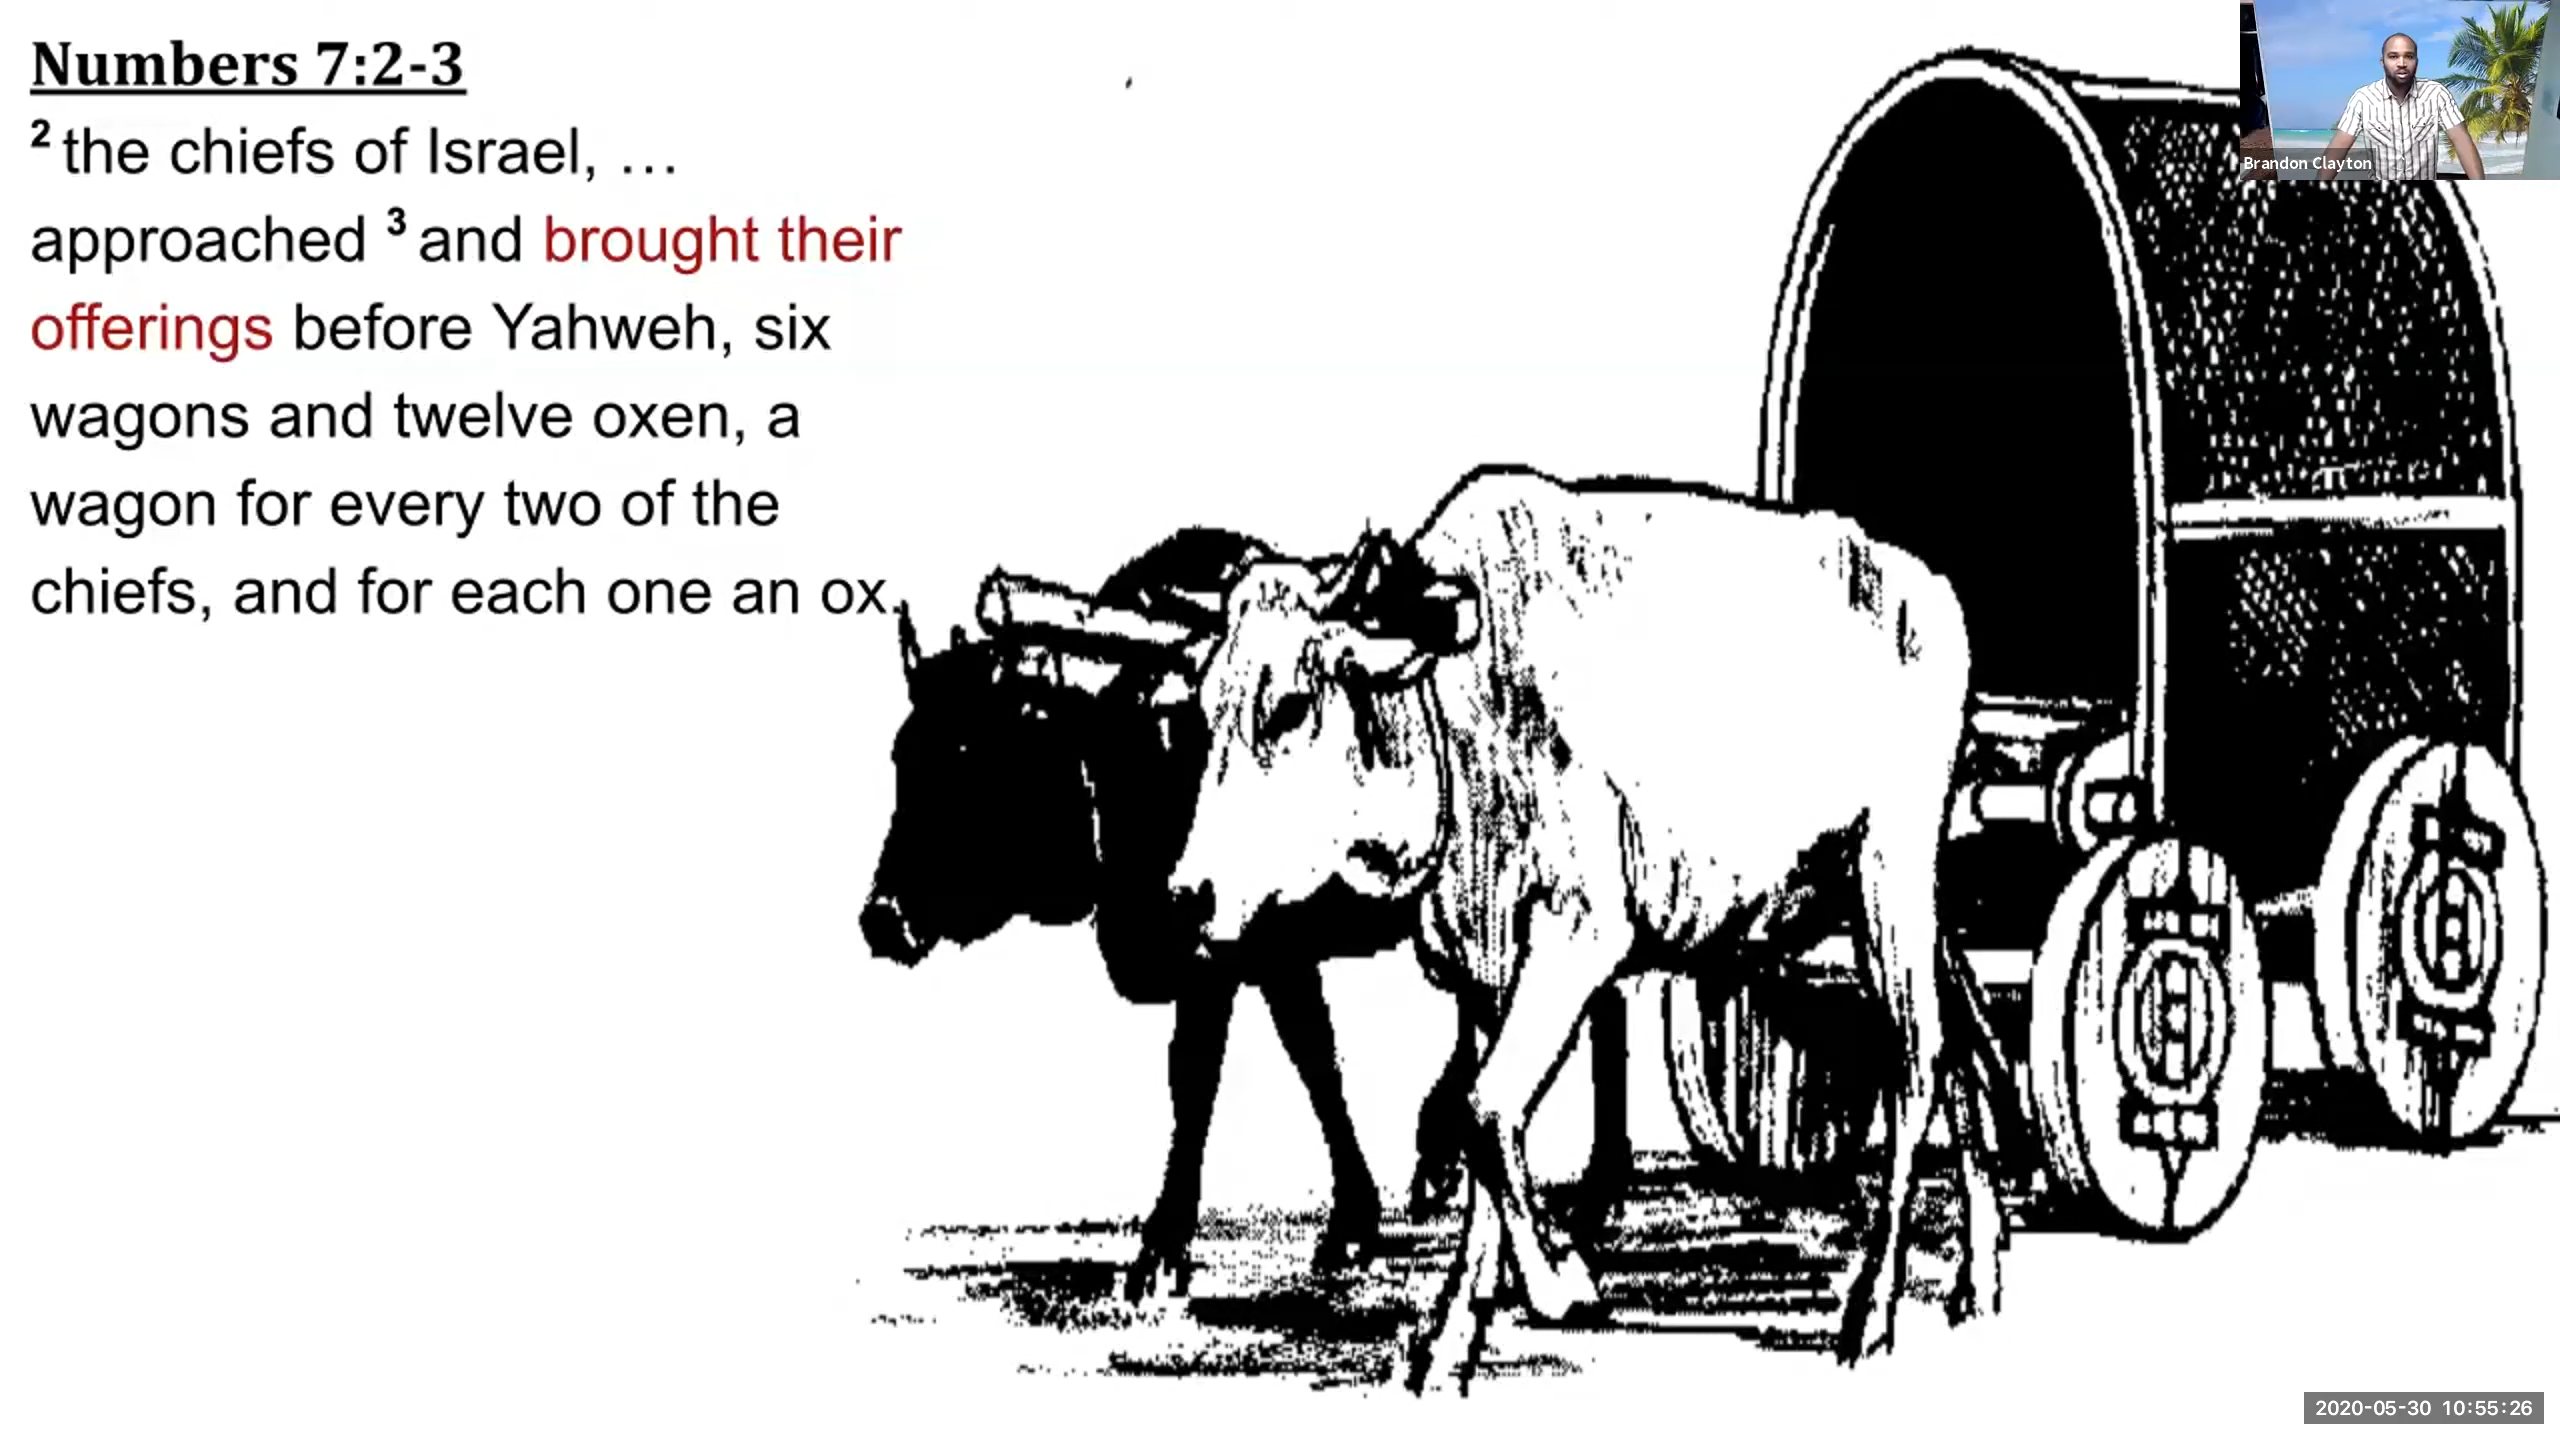 Numbers 7:2-3
2 the chiefs of Israel, …
approached 3 and brought their
offerings before Yahweh, six
wagons and twelve oxen, a
wagon for every two of the
chiefs, and for each one an ox.
Brandon Clayton
2020-05-30 10:55:26